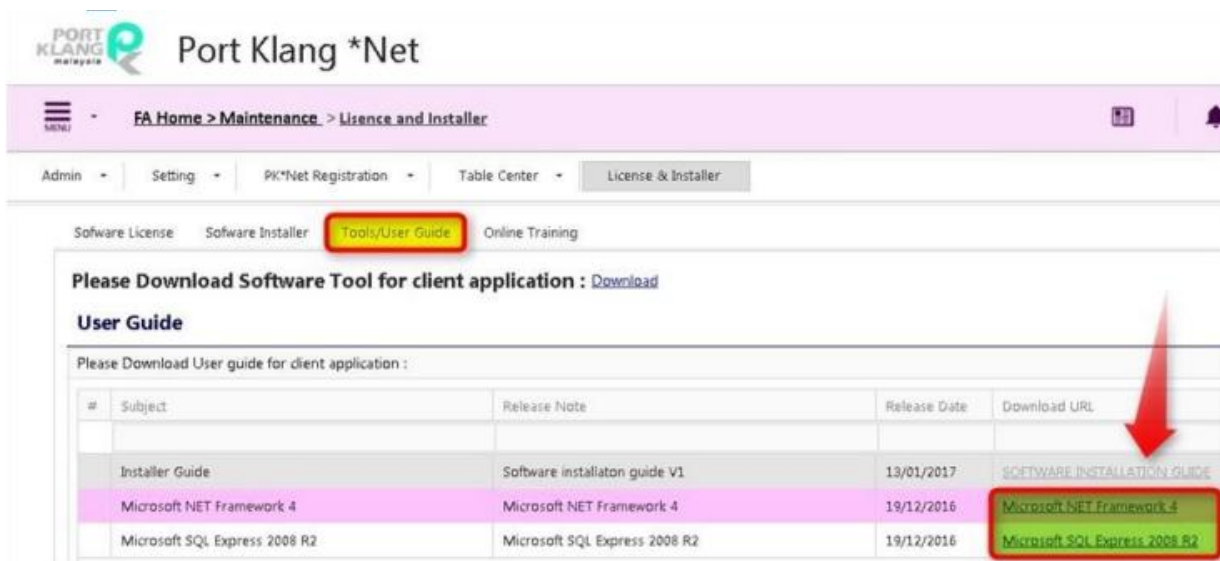 PORT
KLANG
malaysia
Port Klang *Net
MENU
FA Home > Maintenance > Lisence and Installer
Admin Setting PK*Net Registration Table Center License & Installer
Sofware License Sofware Installer Tools/User Guide Online Training
Please Download Software Tool for client application : Download
User Guide
Please Download User guide for client application :
# Subject Release Note Release Date Download URL
Installer Guide Software installaton guide V1 13/01/2017 SOFTWARE INSTALLATION GUIDE
Microsoft NET Framework 4 Microsoft NET Framework 4 19/12/2016 Microsoft NET Framework 4
Microsoft SQL Express 2008 R2 Microsoft SQL Express 2008 R2 19/12/2016 Microsoft SQL Express 2008 R2